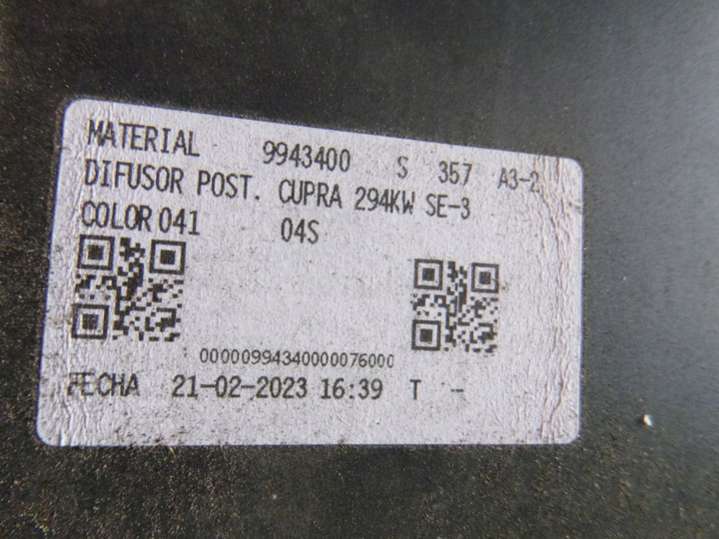 MATERIAL 9943400 S 357 A3-2
DIFUSOR POST. CUPRA 294KW SE-3
COLOR 041 04S
00000994340000076000
FECHA 21-02-2023 16:39 T -